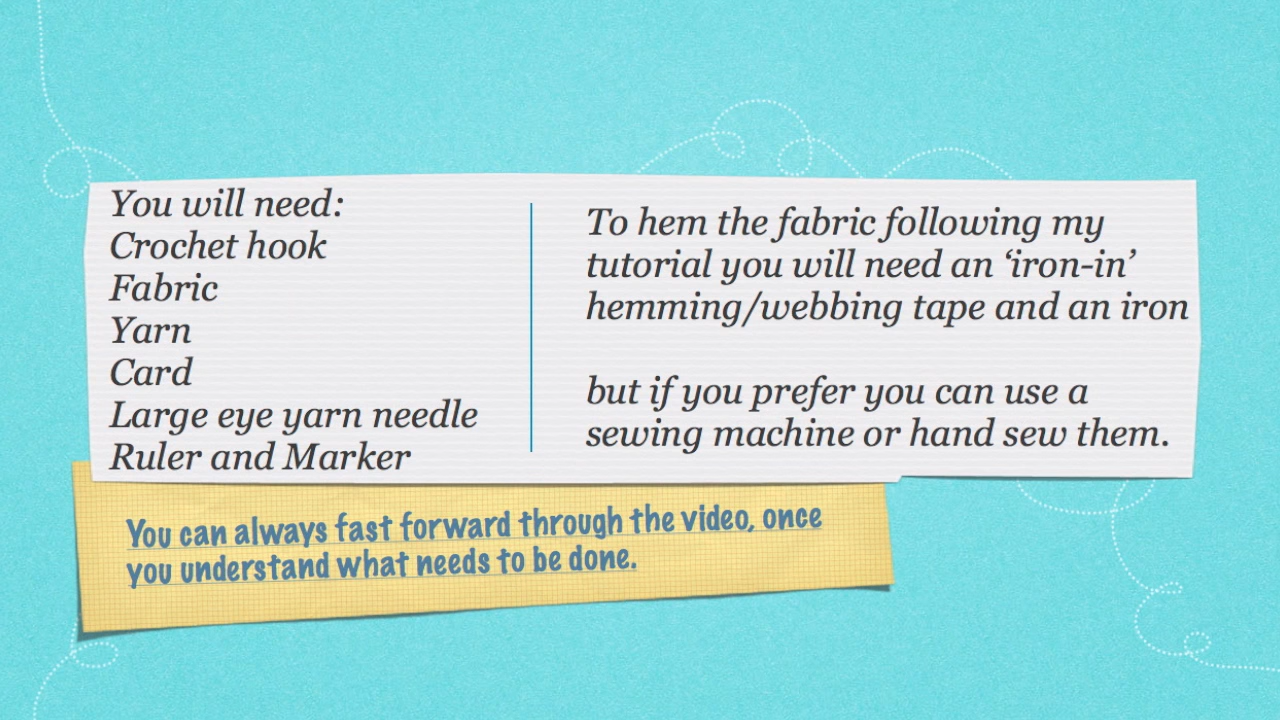 You will need:
Crochet hook
Fabric
Yarn
Card
Large eye yarn needle
Ruler and Marker
To hem the fabric following my
tutorial you will need an ‘iron-in’
hemming/webbing tape and an iron
but if you prefer you can use a
sewing machine or hand sew them.
You can always fast forward through the video, once
you understand what needs to be done.